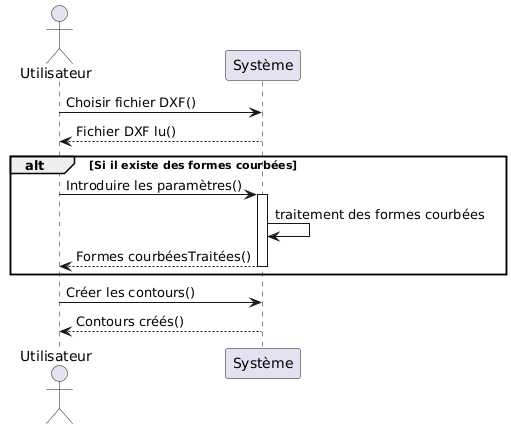 Utilisateur
Système
Choisir fichier DXF()
Fichier DXF lu()
alt [Si il existe des formes courbées]
Introduire les paramètres()
traitement des formes courbées
Formes courbéesTraitées()
Créer les contours()
Contours créés()
Utilisateur
Système